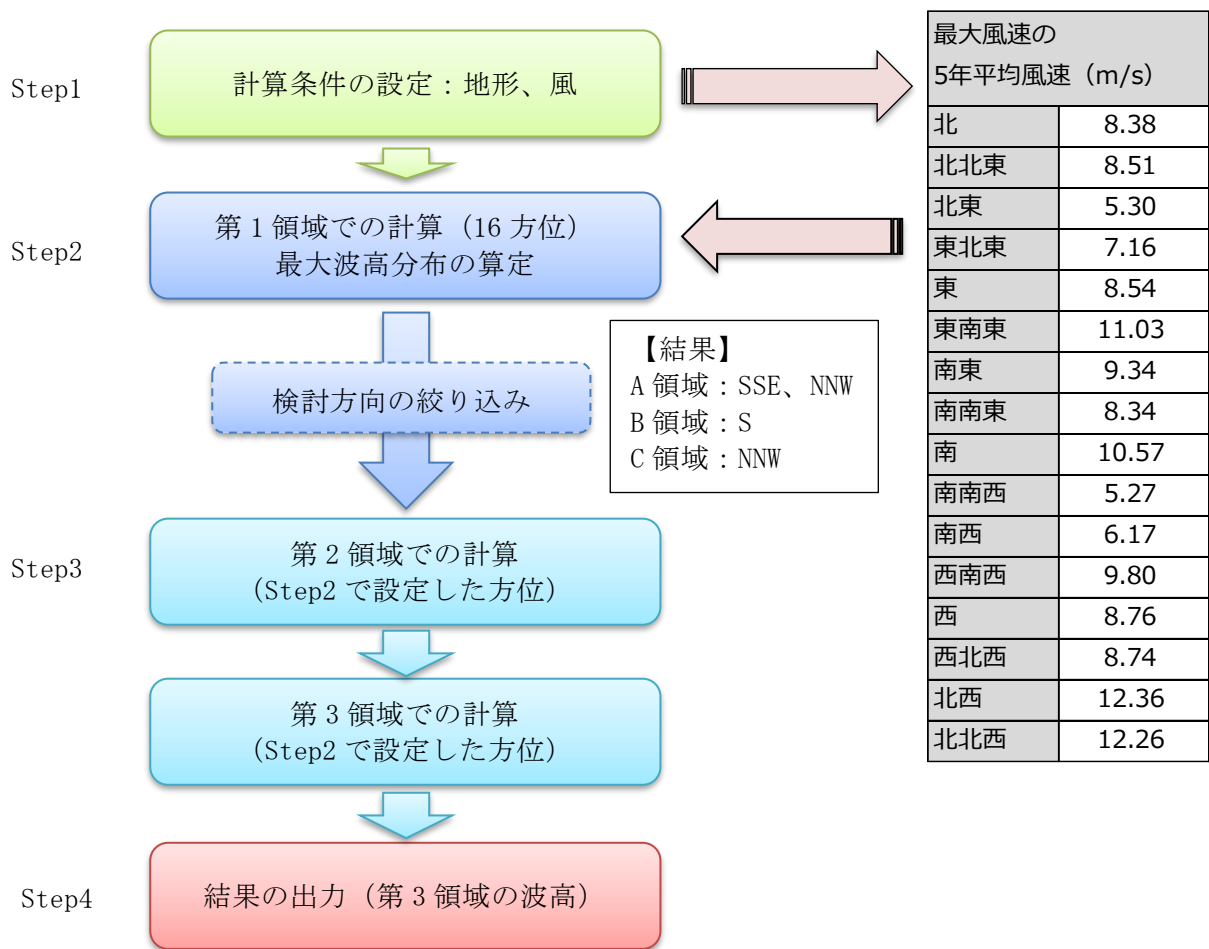 Step1
計算条件の設定：地形、風
Step2
第1領域での計算（16方位）
最大波高分布の算定
検討方向の絞り込み
【結果】
A領域：SSE、NNW
B領域：S
C領域：NNW
Step3
第2領域での計算
(Step2で設定した方位)
第3領域での計算
(Step2で設定した方位)
Step4
結果の出力（第3領域の波高）
最大風速の
5年平均風速（m/s）
北 8.38
北北東 8.51
北東 5.30
東北東 7.16
東 8.54
東南東 11.03
南東 9.34
南南東 8.34
南 10.57
南南西 5.27
南西 6.17
西南西 9.80
西 8.76
西北西 8.74
北西 12.36
北北西 12.26